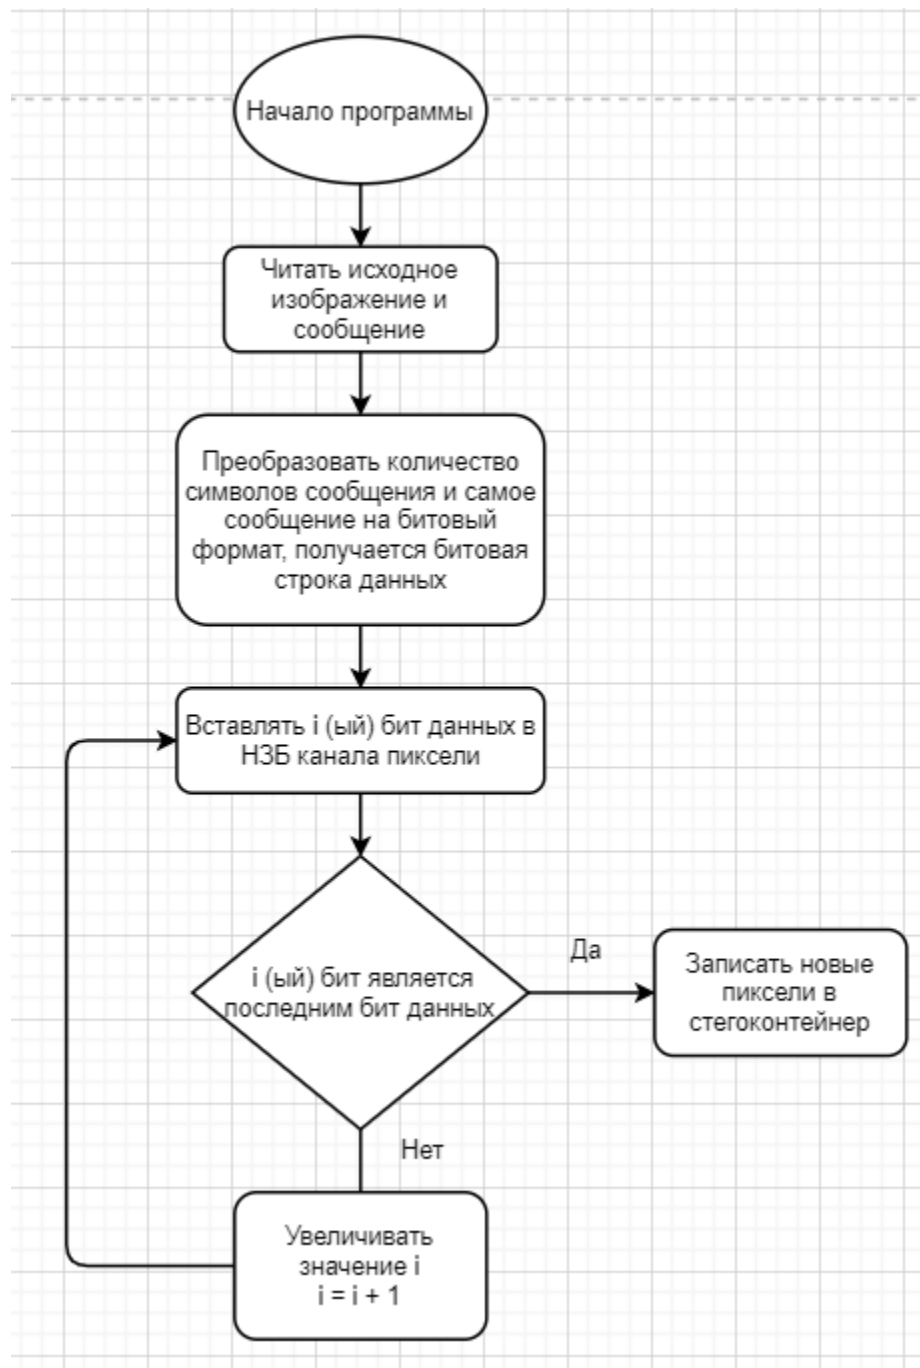 Начало программы
Читать исходное
изображение и
сообщение
Преобразовать количество
символов сообщения и самое
сообщение на битовый
формат, получается битовая
строка данных
Вставлять i (ый) бит данных в
НЗБ канала пиксели
i (ый) бит является
последним бит данных
Да
Записать новые
пиксели в
стегоконтейнер
Нет
Увеличивать
значение i
i = i + 1